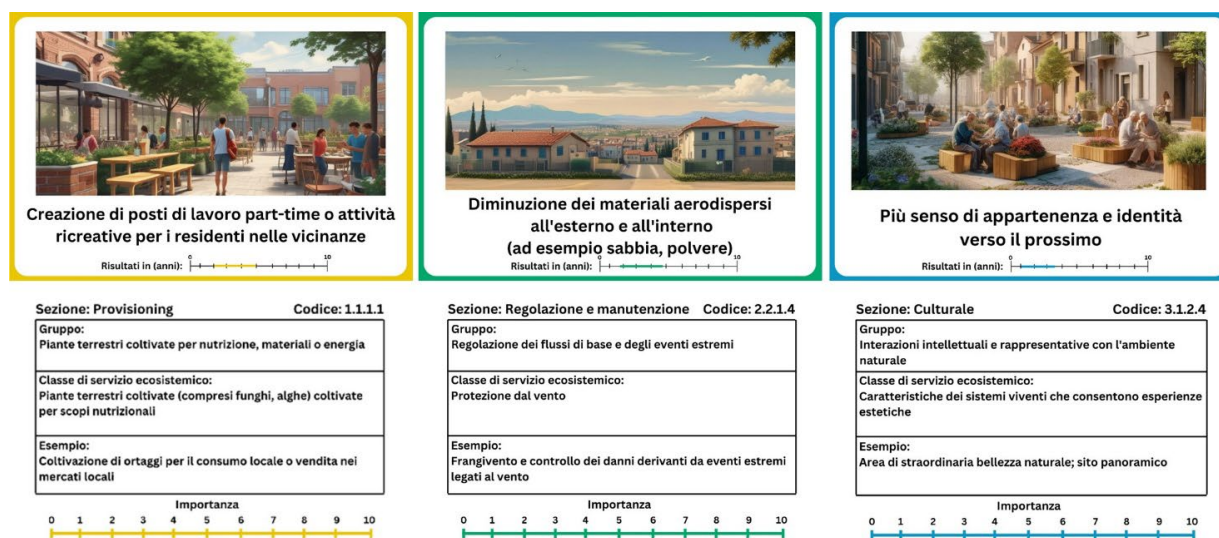 Creazione di posti di lavoro part-time o attività
ricreative per i residenti nelle vicinanze
Risultati in (anni):
0
10
Sezione: Provisioning
Codice: 1.1.1.1
Gruppo:
Piante terrestri coltivate per nutrizione, materiali o energia
Classe di servizio ecosistemico:
Piante terrestri coltivate (compresi funghi, alghe) coltivate
per scopi nutrizionali
Esempio:
Coltivazione di ortaggi per il consumo locale o vendita nei
mercati locali
Importanza
0 1 2 3 4 5 6 7 8 9 10
Diminuzione dei materiali aerodispersi
all'esterno e all'interno
(ad esempio sabbia, polvere)
Risultati in (anni):
0
10
Sezione: Regolazione e manutenzione
Codice: 2.2.1.4
Gruppo:
Regolazione dei flussi di base e degli eventi estremi
Classe di servizio ecosistemico:
Protezione dal vento
Esempio:
Frangivento e controllo dei danni derivanti da eventi estremi
legati al vento
Importanza
0 1 2 3 4 5 6 7 8 9 10
Più senso di appartenenza e identità
verso il prossimo
Risultati in (anni):
0
10
Sezione: Culturale
Codice: 3.1.2.4
Gruppo:
Interazioni intellettuali e rappresentative con l'ambiente
naturale
Classe di servizio ecosistemico:
Caratteristiche dei sistemi viventi che consentono esperienze
estetiche
Esempio:
Area di straordinaria bellezza naturale; sito panoramico
Importanza
0 1 2 3 4 5 6 7 8 9 10